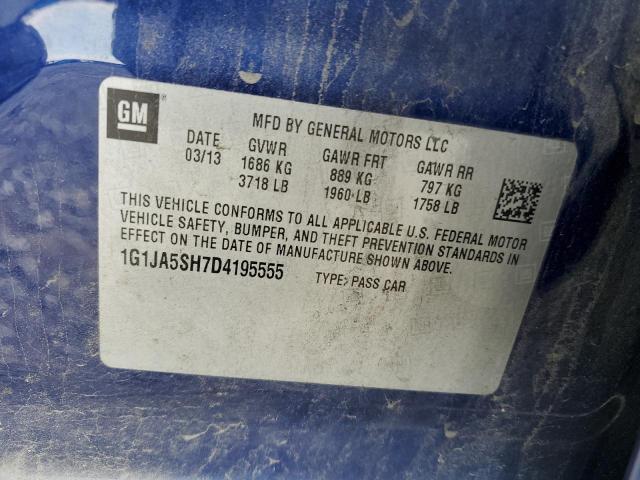 GM ®
MFD BY GENERAL MOTORS LLC
DATE GVWR GAWR FRT GAWR RR
03/13 1686 KG 889 KG 797 KG
3718 LB 1960 LB 1758 LB
THIS VEHICLE CONFORMS TO ALL APPLICABLE U.S. FEDERAL MOTOR
VEHICLE SAFETY, BUMPER, AND THEFT PREVENTION STANDARDS IN
EFFECT ON THE DATE OF MANUFACTURE SHOWN ABOVE.
1G1JA5SH7D4195555 TYPE: PASS CAR